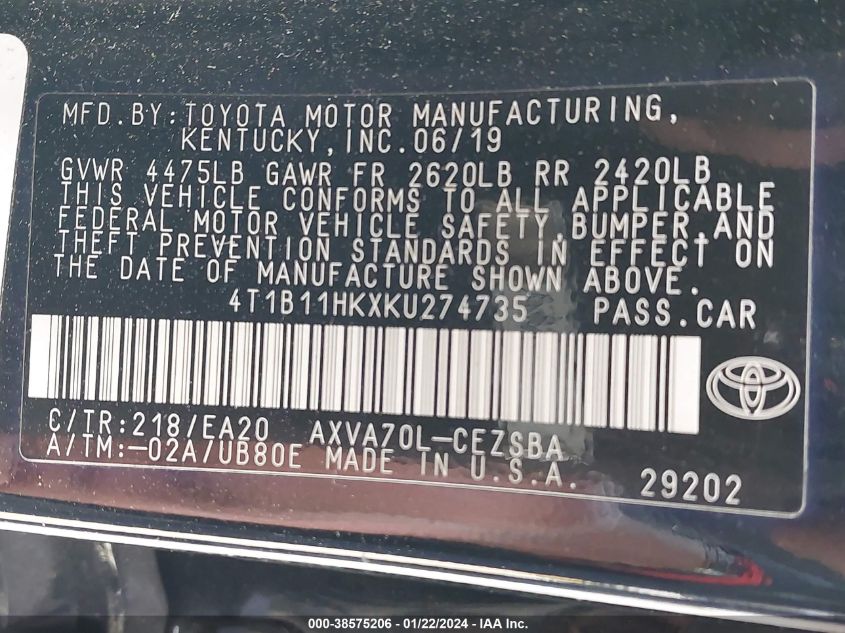 MFD.BY:TOYOTA MOTOR MANUFACTURING,
KENTUCKY,INC.06/19
GVWR 4475LB GAWR FR 2620LB RR 2420LB
THIS VEHICLE CONFORMS TO ALL APPLICABLE
FEDERAL MOTOR VEHICLE SAFETY BUMPER,AND
THEFT PREVENTION STANDARDS IN EFFECT ON
THE DATE OF MANUFACTURE SHOWN ABOVE.
4T1B11HKXKU274735 PASS.CAR
C/TR:218/EA20 AXVA70L-CEZSBA
A/TM:-02A/UB80E MADE IN U.S.A.
29202
000-38575206 - 01/22/2024 - IAA Inc.